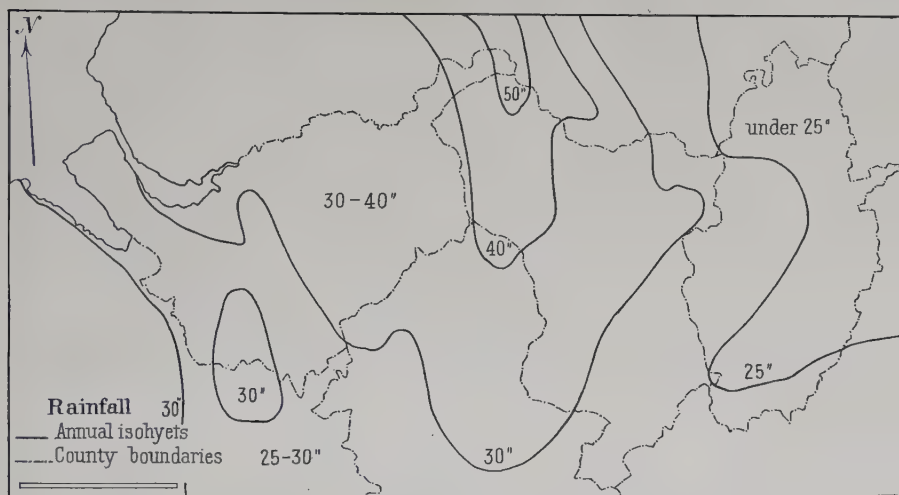 N
50"
under 25"
30-40"
40"
30"
25"
Rainfall 30"
Annual isohyets
County boundaries
25-30"
30"